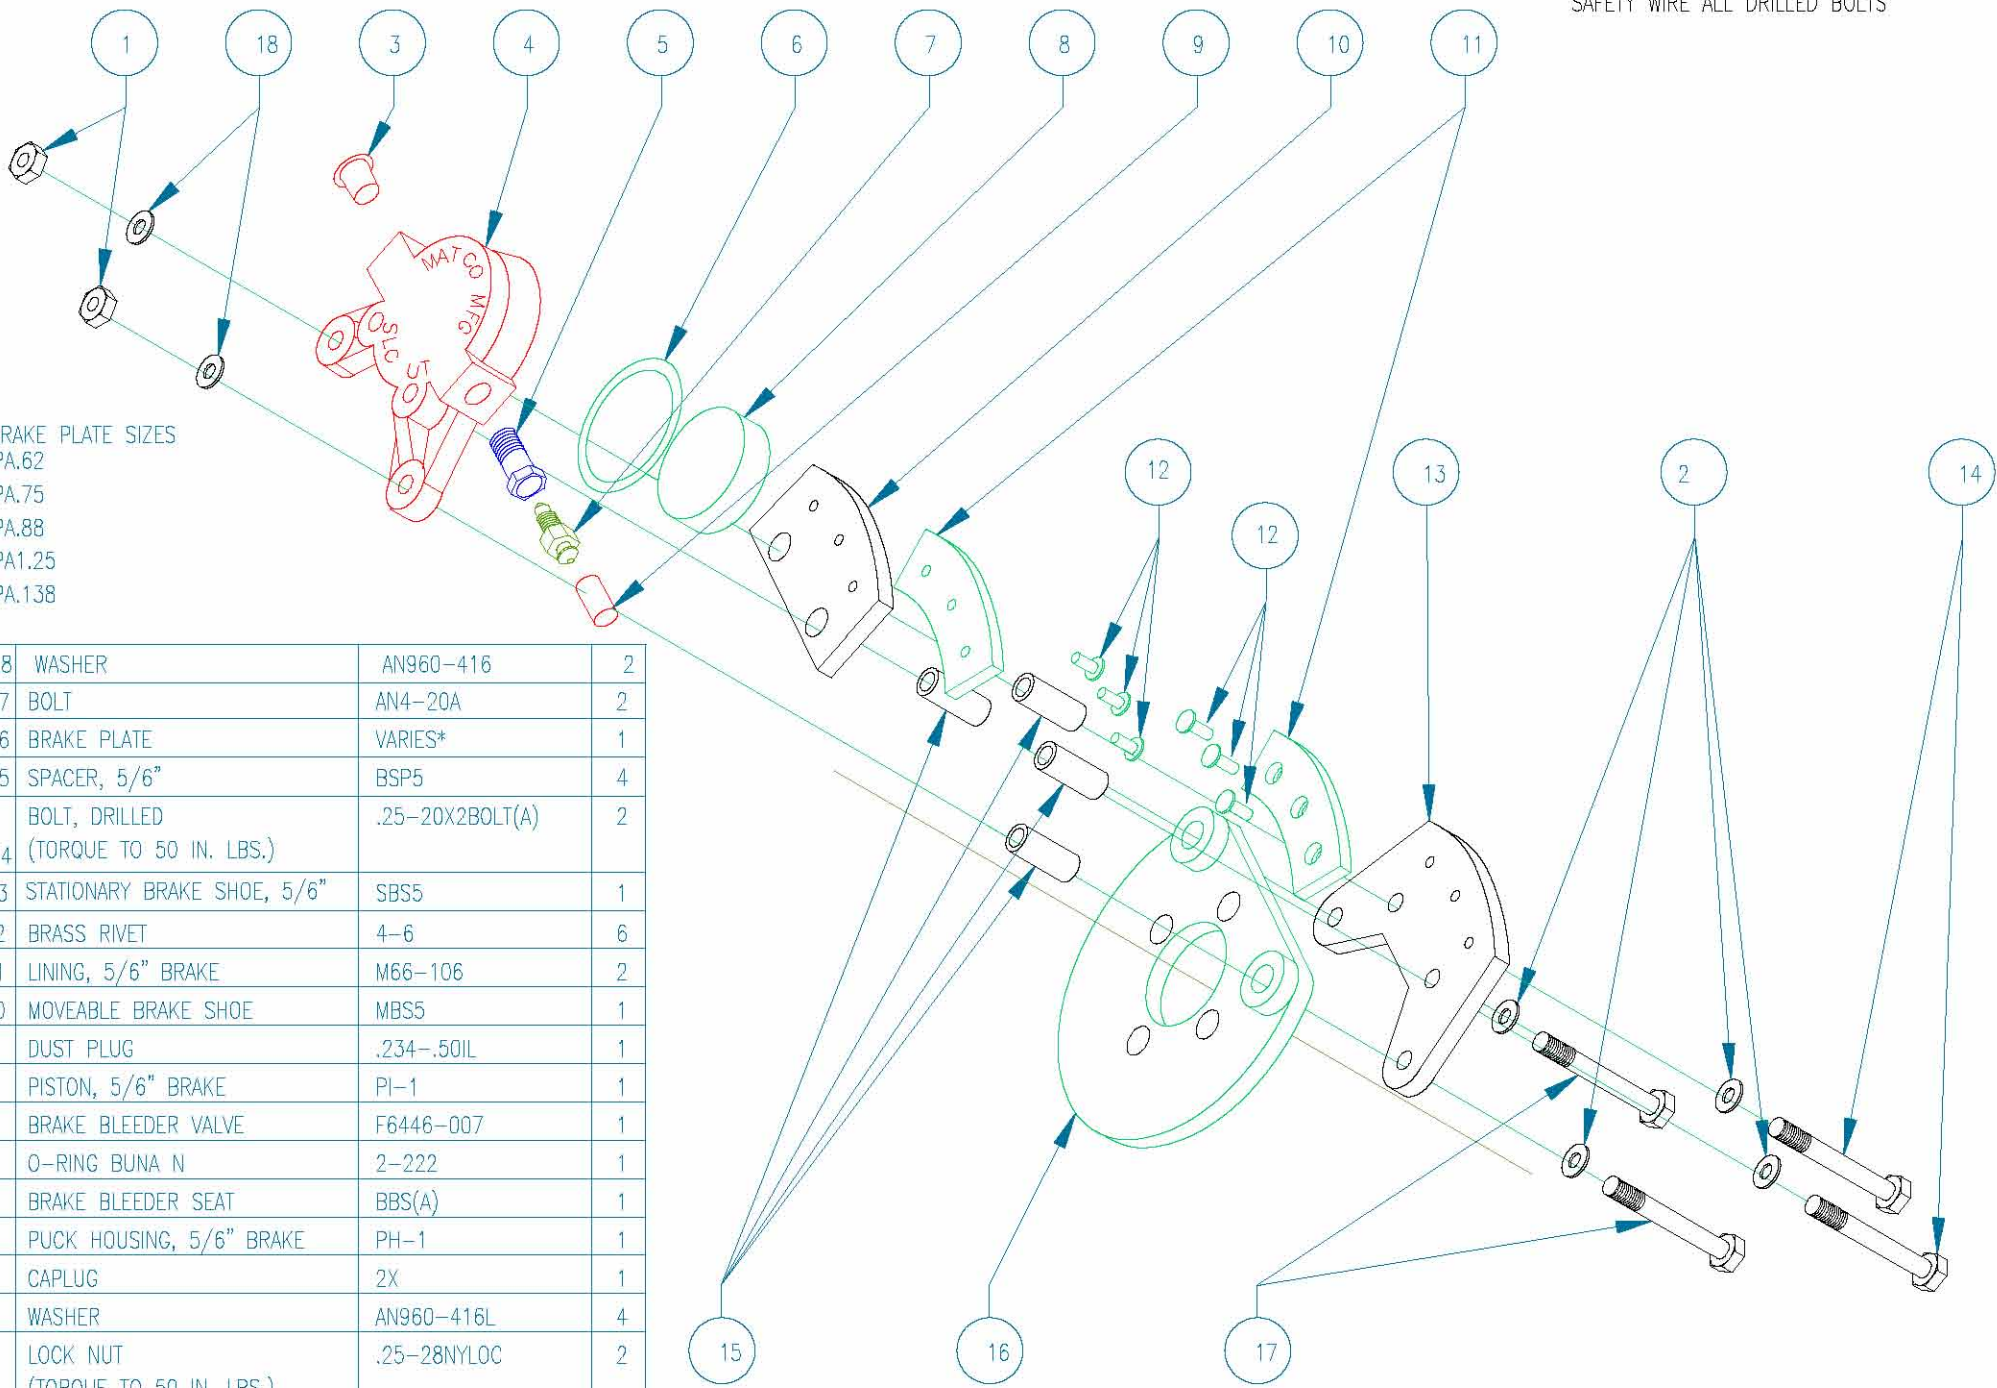 SAFETY WIRE ALL DRILLED BOLTS
1 18 3 4 5 6 7 8 9 10 11
MATCO MFG
SLC UT
RAKE PLATE SIZES
PA.62
PA.75
PA.88
PA1.25
PA.138
12 13 2 14
12
8 WASHER AN960-416 2
7 BOLT AN4-20A 2
6 BRAKE PLATE VARIES* 1
5 SPACER, 5/6" BSP5 4
BOLT, DRILLED .25-20X2BOLT(A) 2
4 (TORQUE TO 50 IN. LBS.)
3 STATIONARY BRAKE SHOE, 5/6" SBS5 1
2 BRASS RIVET 4-6 6
1 LINING, 5/6" BRAKE M66-106 2
0 MOVEABLE BRAKE SHOE MBS5 1
DUST PLUG .234-.50IL 1
PISTON, 5/6" BRAKE PI-1 1
BRAKE BLEEDER VALVE F6446-007 1
O-RING BUNA N 2-222 1
BRAKE BLEEDER SEAT BBS(A) 1
PUCK HOUSING, 5/6" BRAKE PH-1 1
CAPLUG 2X 1
WASHER AN960-416L 4
LOCK NUT .25-28NYLOC 2
(TORQUE TO 50 IN. LBS.)
15 16 17